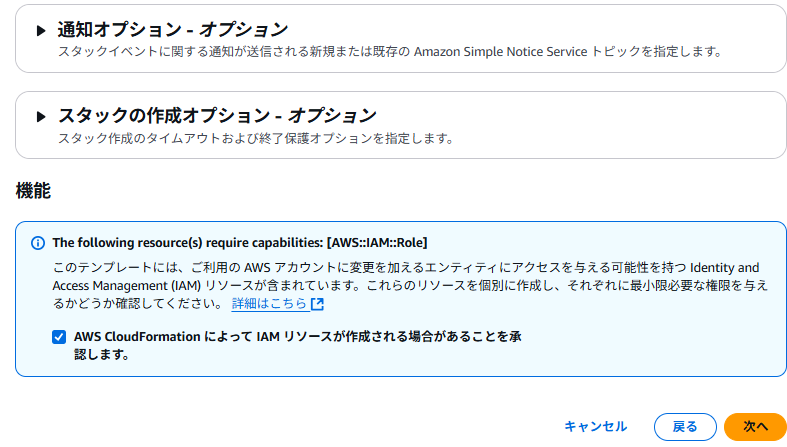 通知オプション - オプション
スタックイベントに関する通知が送信される新規または既存の Amazon Simple Notice Service トピックを指定します。
スタックの作成オプション - オプション
スタック作成のタイムアウトおよび終了保護オプションを指定します。
機能
The following resource(s) require capabilities: [AWS::IAM::Role]
このテンプレートには、ご利用の AWS アカウントに変更を加えるエンティティにアクセスを与える可能性を持つ Identity and
Access Management (IAM) リソースが含まれています。これらのリソースを個別に作成し、それぞれに最小限必要な権限を与え
るかどうか確認してください。 詳細はこちら
AWS CloudFormation によって IAM リソースが作成される場合があることを承
認します。
キャンセル 戻る 次へ